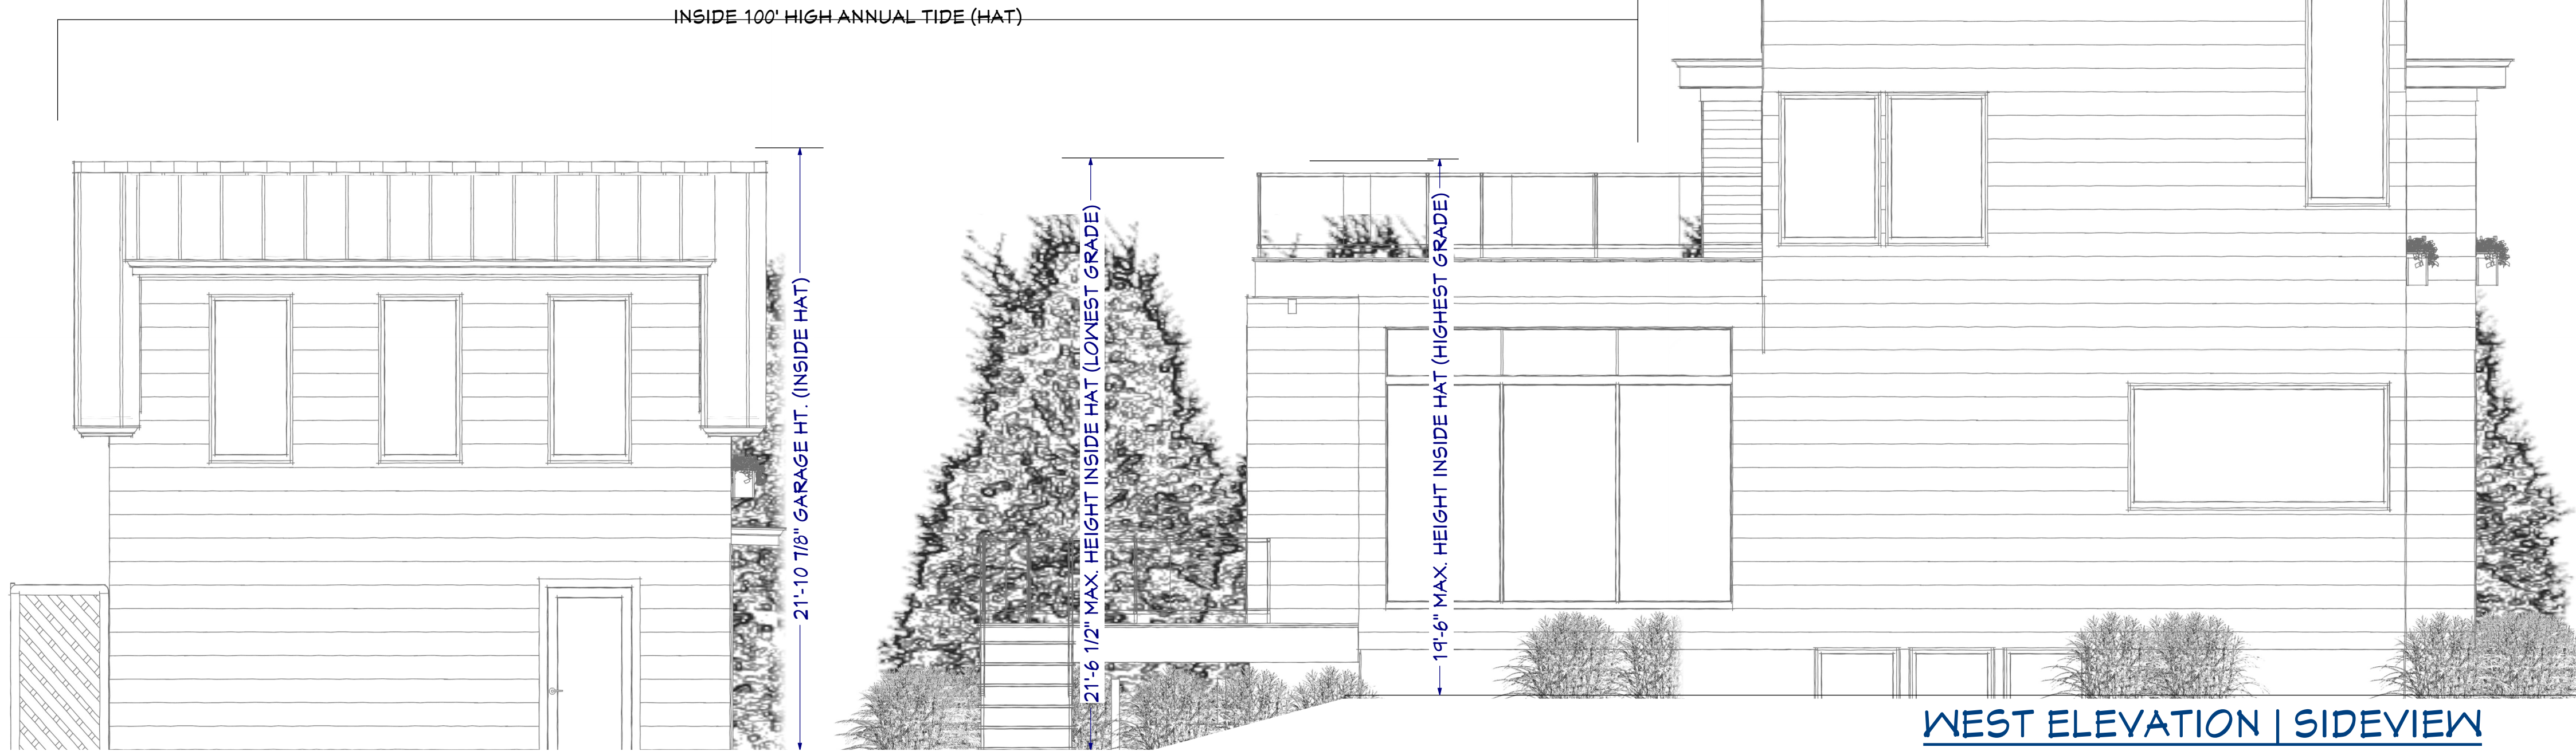 INSIDE 100' HIGH ANNUAL TIDE (HAT)
21'-10 7/8" GARAGE HT. (INSIDE HAT)
21'-6 1/2" MAX. HEIGHT INSIDE HAT (LOWEST GRADE)
19'-6" MAX. HEIGHT INSIDE HAT (HIGHEST GRADE)
WEST ELEVATION | SIDEVIEW